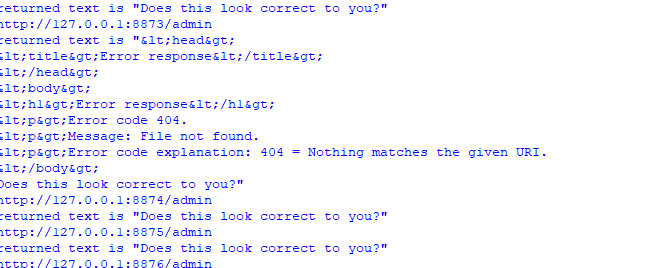 returned text is "Does this look correct to you?"
http://127.0.0.1:8873/admin
returned text is "&lt;head&gt;
&lt;title&gt;Error response&lt;/title&gt;
&lt;/head&gt;
&lt;body&gt;
&lt;h1&gt;Error response&lt;/h1&gt;
&lt;p&gt;Error code 404.
&lt;p&gt;Message: File not found.
&lt;p&gt;Error code explanation: 404 = Nothing matches the given URI.
&lt;/body&gt;
Does this look correct to you?"
http://127.0.0.1:8874/admin
returned text is "Does this look correct to you?"
http://127.0.0.1:8875/admin
returned text is "Does this look correct to you?"
http://127.0.0.1:8876/admin